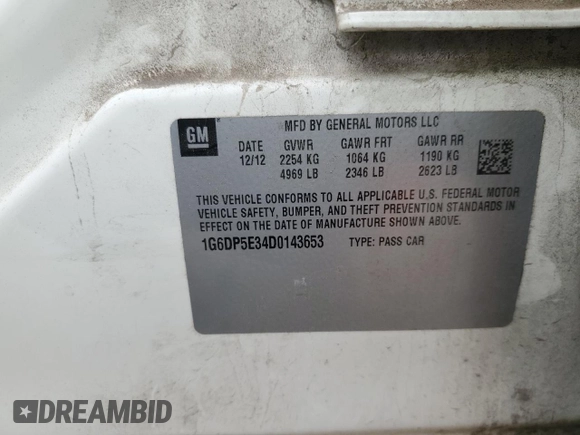 GM
MFD BY GENERAL MOTORS LLC
DATE GVWR GAWR FRT GAWR RR
12/12 2254 KG 1064 KG 1190 KG
4969 LB 2346 LB 2623 LB
THIS VEHICLE CONFORMS TO ALL APPLICABLE U.S. FEDERAL MOTOR
VEHICLE SAFETY, BUMPER, AND THEFT PREVENTION STANDARDS IN
EFFECT ON THE DATE OF MANUFACTURE SHOWN ABOVE.
1G6DP5E34D0143653 TYPE: PASS CAR
DREAMBID